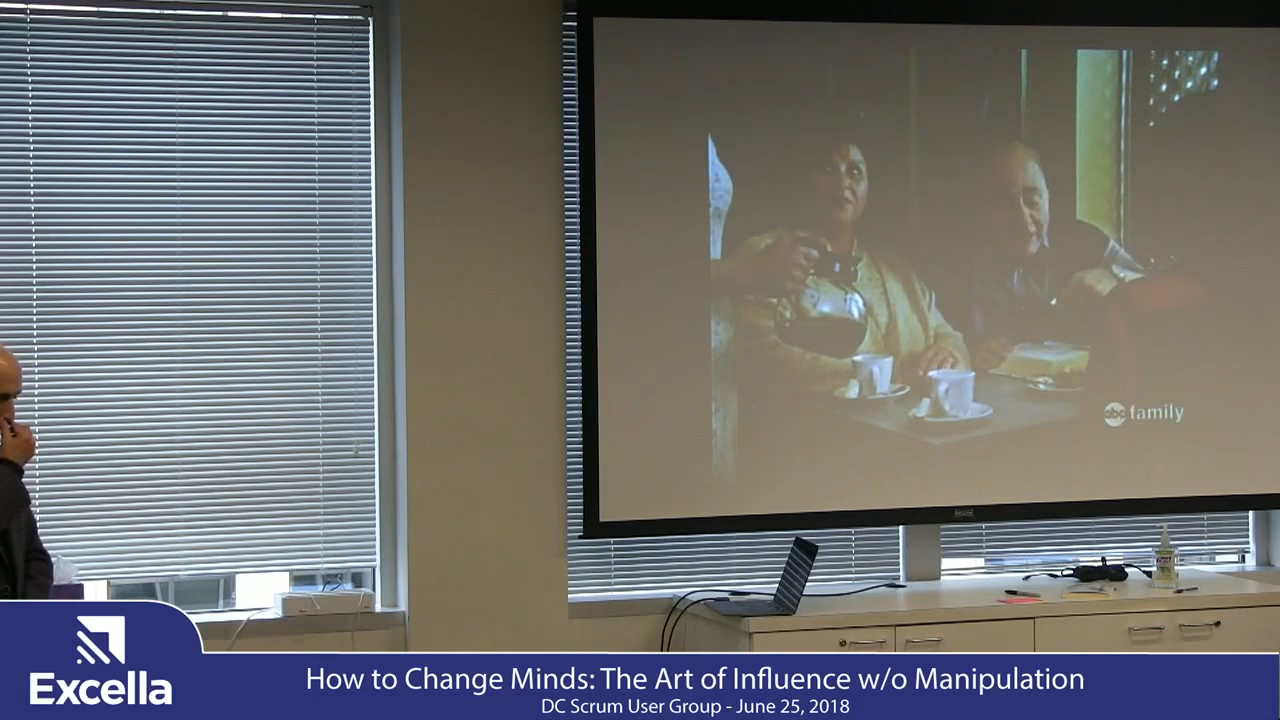 abc family
Excella
How to Change Minds: The Art of Influence w/o Manipulation
DC Scrum User Group - June 25, 2018